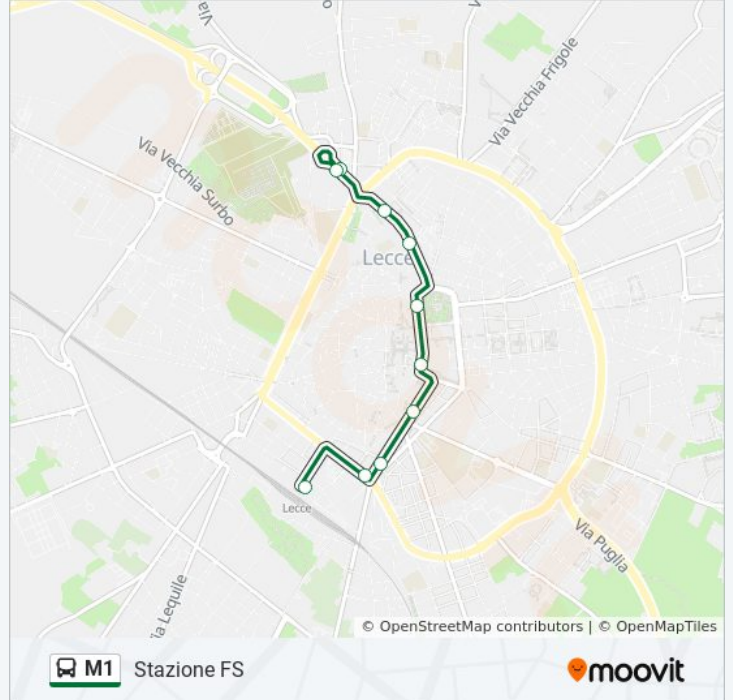 Via
Via Vecchia Frigole
Via Vecchia Surbo
Lecce
Lecce
Via Puglia
ia Lequile
© OpenStreetMap contributors | © OpenMapTiles
M1 Stazione FS
moovit